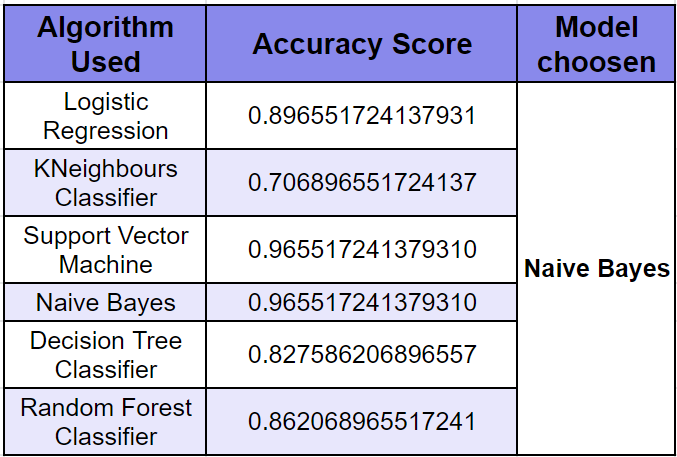 Algorithm
Used
Accuracy Score
Model
choosen
Logistic
Regression
0.896551724137931
KNeighbours
Classifier
0.706896551724137
Support Vector
Machine
0.965517241379310
Naive Bayes
0.965517241379310
Decision Tree
Classifier
0.827586206896557
Random Forest
Classifier
0.862068965517241
Naive Bayes